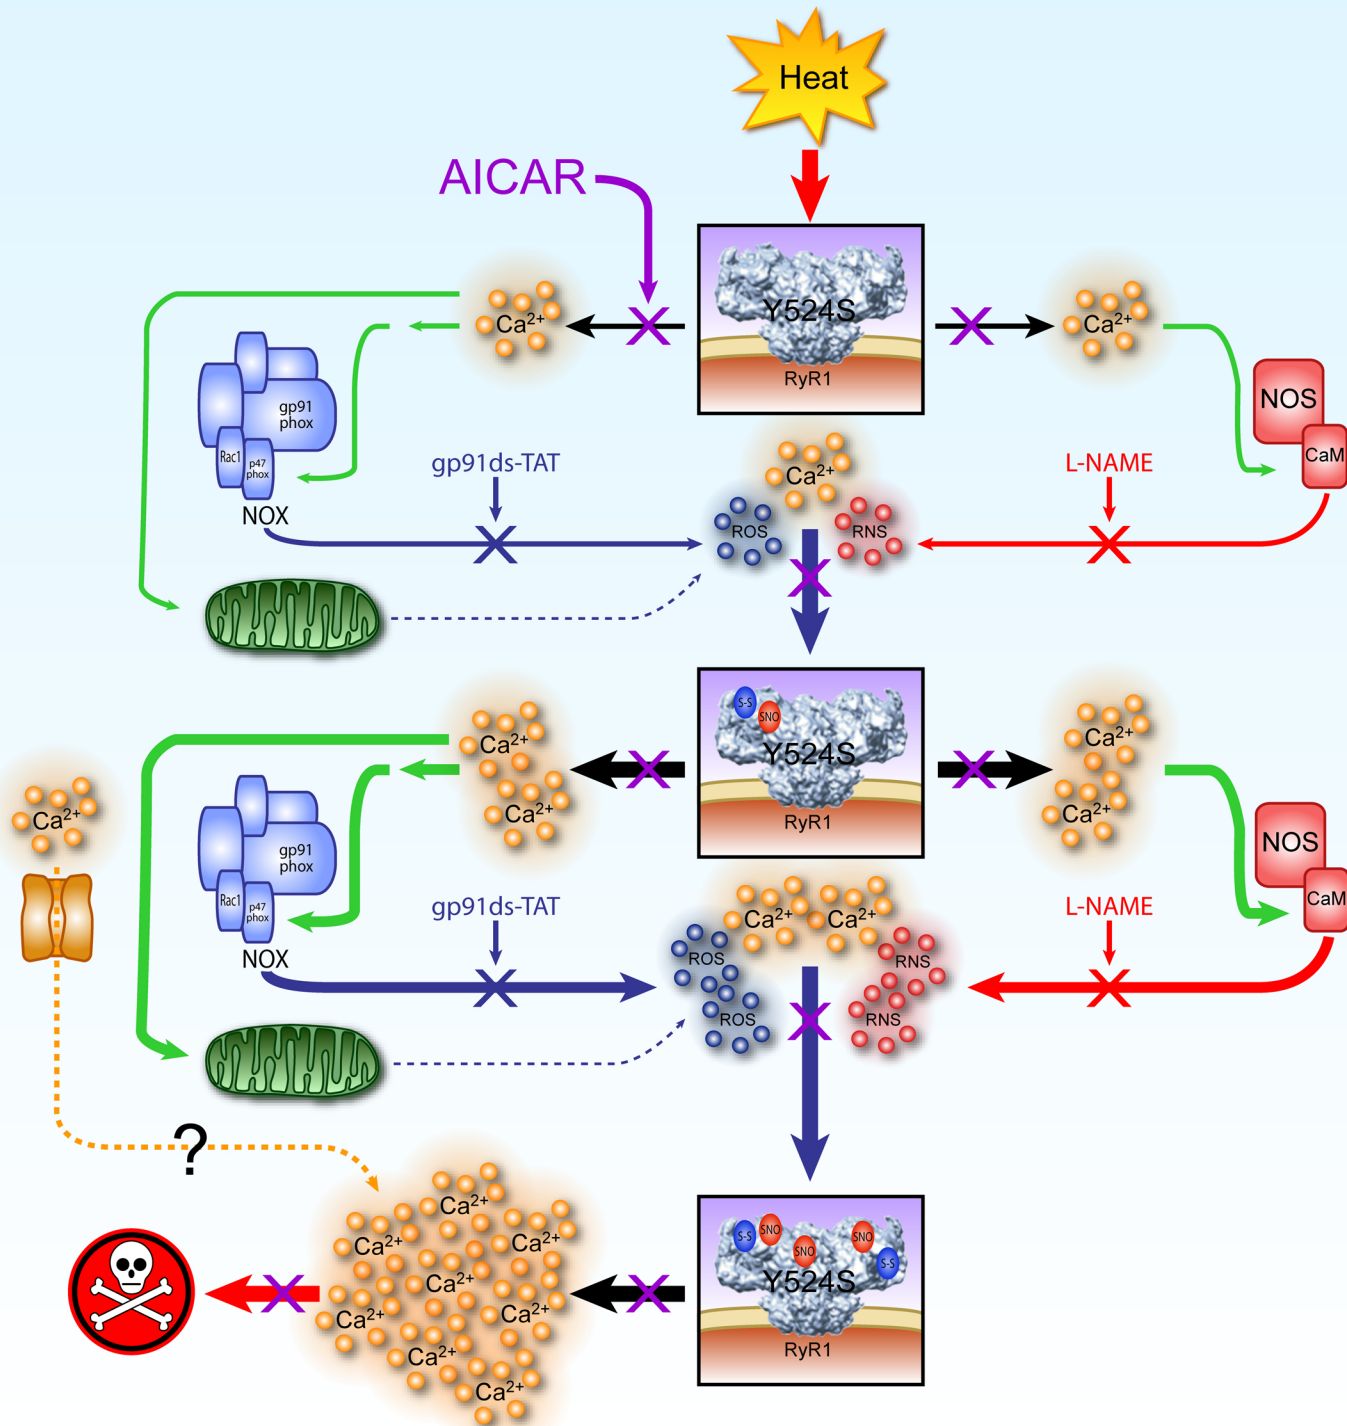 Heat
AICAR
Y524S
RyR1
Ca²⁺
Ca²⁺
gp91
phox
Rac1
p47
phox
NOX
NOS
CaM
gp91ds-TAT
L-NAME
Ca²⁺
ROS
RNS
S-S
SNO
Y524S
RyR1
Ca²⁺
Ca²⁺
Ca²⁺
Ca²⁺
Ca²⁺
gp91
phox
Rac1
p47
phox
NOX
NOS
CaM
gp91ds-TAT
L-NAME
Ca²⁺
Ca²⁺
ROS
ROS
RNS
RNS
?
Ca²⁺
Ca²⁺
Ca²⁺
Ca²⁺
Ca²⁺
Ca²⁺
Ca²⁺
Ca²⁺
S-S
SNO
SNO
SNO
S-S
Y524S
RyR1